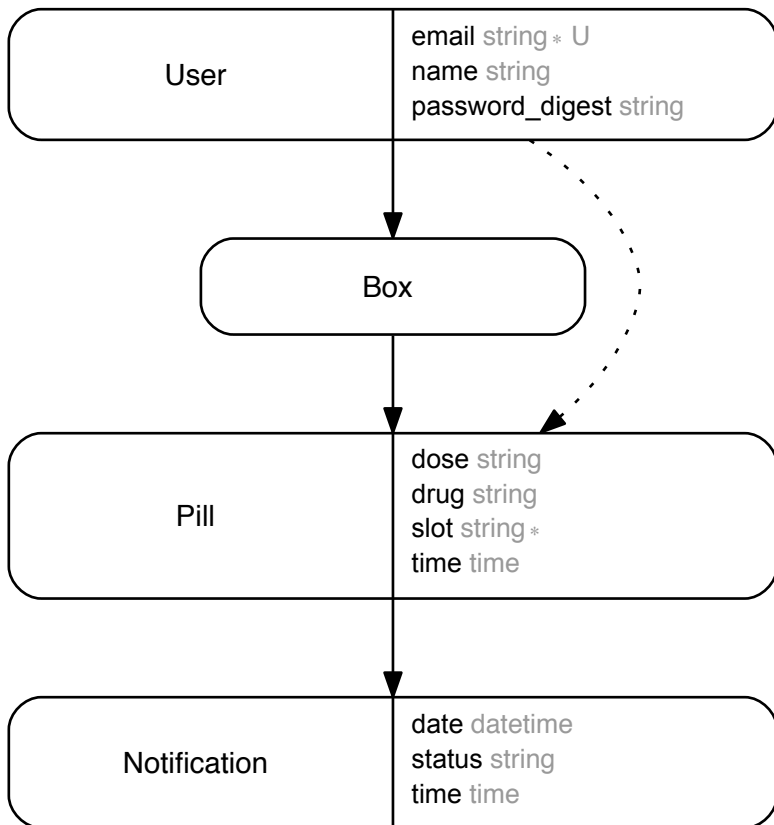 User
email string* U
name string
password_digest string
Box
Pill
dose string
drug string
slot string*
time time
Notification
date datetime
status string
time time